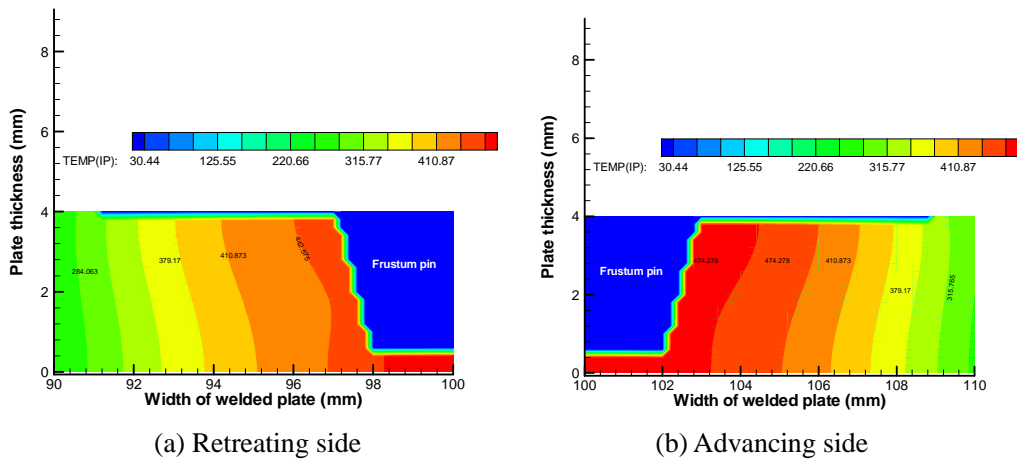 8
6
4
2
0
Plate thickness (mm)
TEMP(IP): 30.44 125.55 220.66 315.77 410.87
284.063
379.17
410.873
442.575
Frustum pin
90 92 94 96 98 100
Width of welded plate (mm)
(a) Retreating side
8
6
4
2
0
Plate thickness (mm)
TEMP(IP): 30.44 125.55 220.66 315.77 410.87
Frustum pin
474.278
474.278
410.873
379.17
315.765
100 102 104 106 108 110
Width of welded plate (mm)
(b) Advancing side